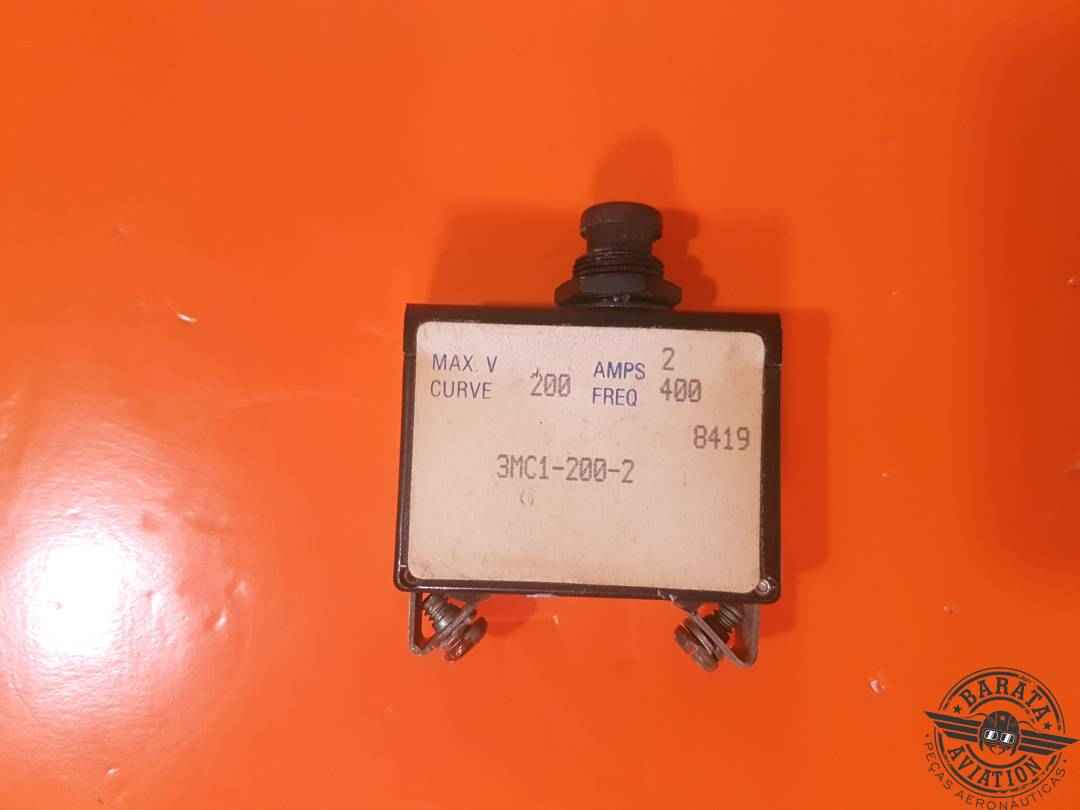 MAX. V AMPS 2
CURVE 200 FREQ 400
8419
3MC1-200-2
BARATA
AVIATION
PEÇAS AERONÁUTICAS